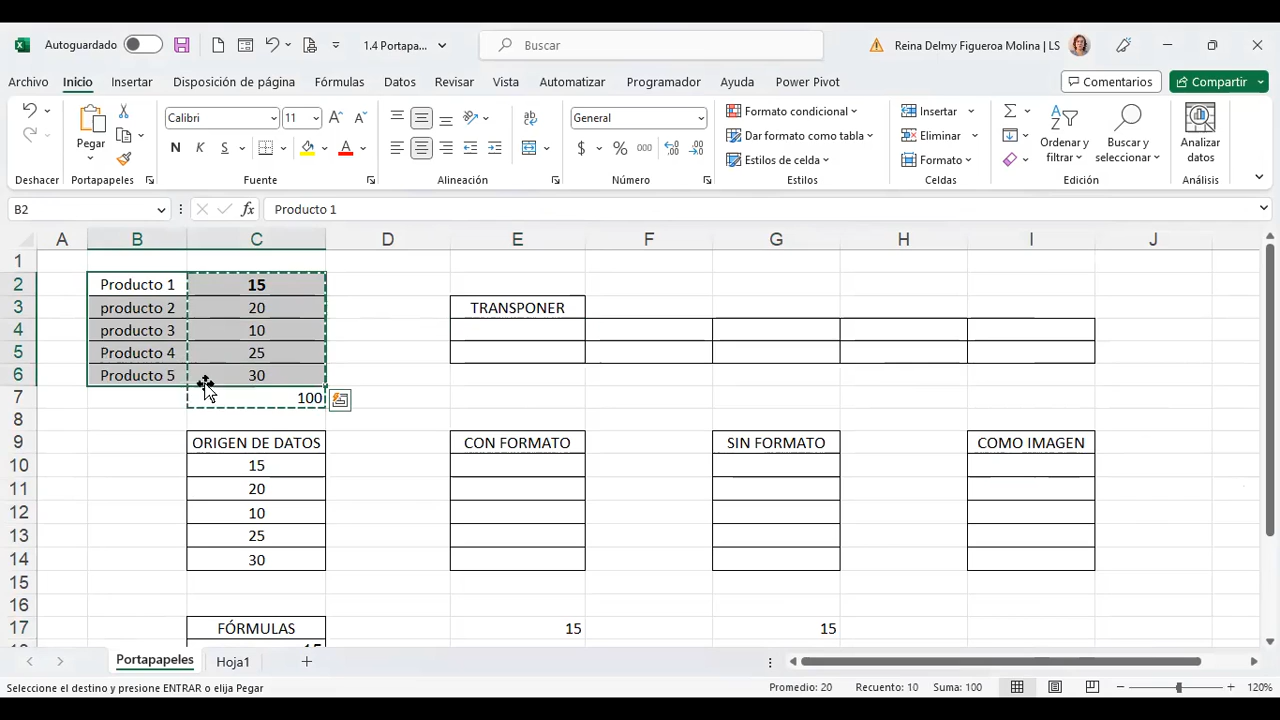 Autoguardado
1.4 Portapa...
Buscar
Reina Delmy Figueroa Molina | LS
Archivo Inicio Insertar Disposición de página Fórmulas Datos Revisar Vista Automatizar Programador Ayuda Power Pivot
Comentarios Compartir
Pegar
Calibri 11
N K S
General
$ % 000
Formato condicional
Dar formato como tabla
Estilos de celda
Insertar
Eliminar
Formato
Ordenar y filtrar
Buscar y seleccionar
Analizar datos
Deshacer Portapapeles Fuente Alineación Número Estilos Celdas Edición Análisis
B2 fx Producto 1
A B C D E F G H I J
1
2 Producto 1 15
3 producto 2 20 TRANSPONER
4 producto 3 10
5 Producto 4 25
6 Producto 5 30
7 100
8
9 ORIGEN DE DATOS CON FORMATO SIN FORMATO COMO IMAGEN
10 15
11 20
12 10
13 25
14 30
15
16
17 FÓRMULAS 15 15
Portapapeles Hoja1
Seleccione el destino y presione ENTRAR o elija Pegar Promedio: 20 Recuento: 10 Suma: 100 120%